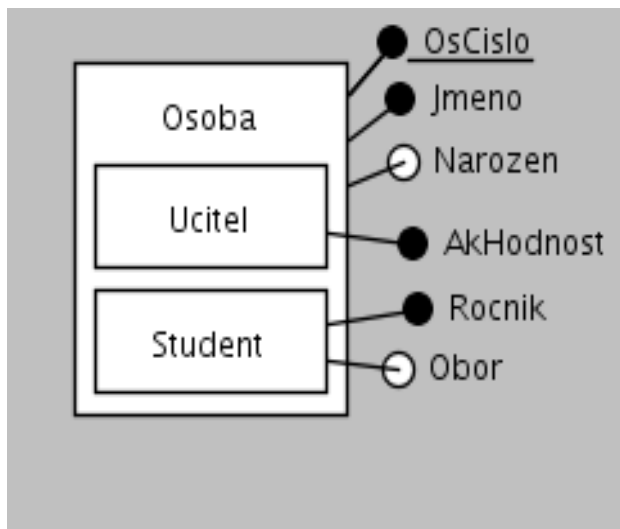 OsCislo
Jmeno
Osoba
Narozen
Ucitel
AkHodnost
Rocnik
Student
Obor